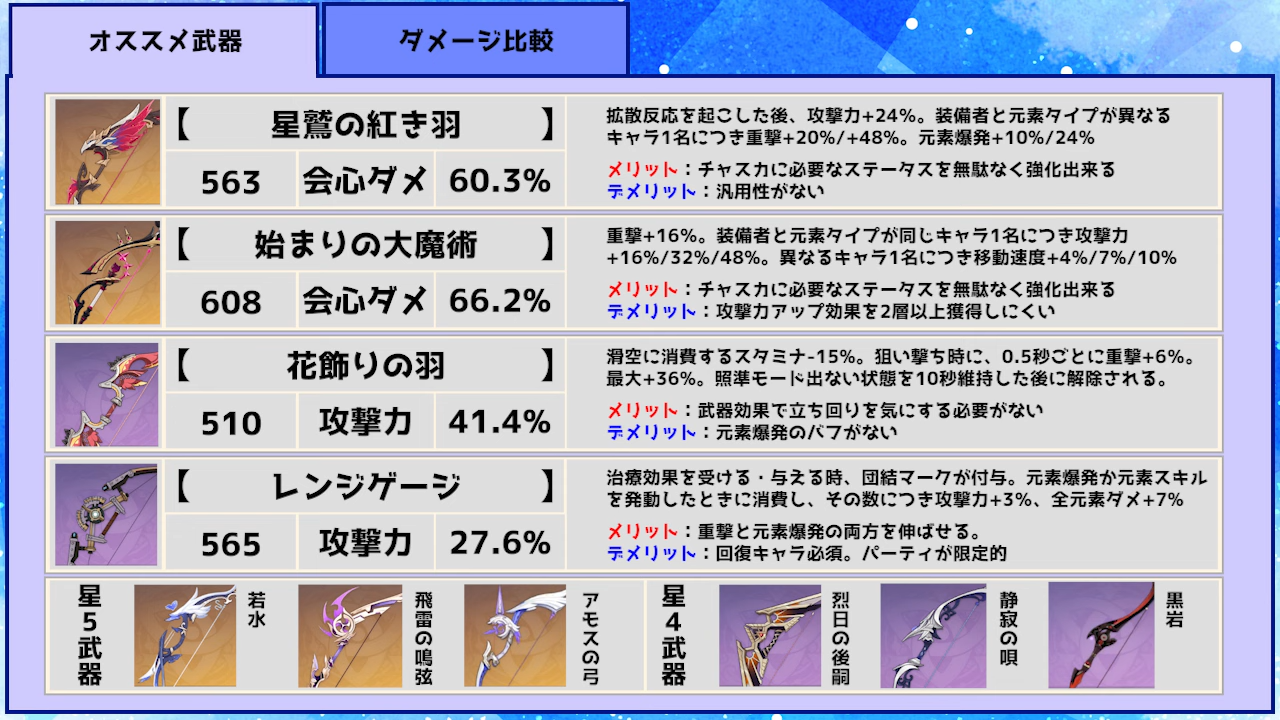 オススメ武器
ダメージ比較
【 星鷲の紅き羽 】
563 会心ダメ 60.3%
拡散反応を起こした後、攻撃力+24%。装備者と元素タイプが異なる
キャラ1名につき重撃+20%/+48%。元素爆発+10%/24%
メリット：チャスカに必要なステータスを無駄なく強化出来る
デメリット：汎用性がない
【 始まりの大魔術 】
608 会心ダメ 66.2%
重撃+16%。装備者と元素タイプが同じキャラ1名につき攻撃力
+16%/32%/48%。異なるキャラ1名につき移動速度+4%/7%/10%
メリット：チャスカに必要なステータスを無駄なく強化出来る
デメリット：攻撃力アップ効果を2層以上獲得しにくい
【 花飾りの羽 】
510 攻撃力 41.4%
滑空に消費するスタミナ-15%。狙い撃ち時に、0.5秒ごとに重撃+6%。
最大+36%。照準モード出ない状態を10秒維持した後に解除される。
メリット：武器効果で立ち回りを気にする必要がない
デメリット：元素爆発のバフがない
【 レンジゲージ 】
565 攻撃力 27.6%
治療効果を受ける・与える時、団結マークが付与。元素爆発か元素スキル
を発動したときに消費し、その数につき攻撃力+3%、全元素ダメ+7%
メリット：重撃と元素爆発の両方を伸ばせる。
デメリット：回復キャラ必須。パーティが限定的
星5武器
若水
飛雷の鳴弦
アモスの弓
星4武器
烈日の後嗣
静寂の唄
黒岩